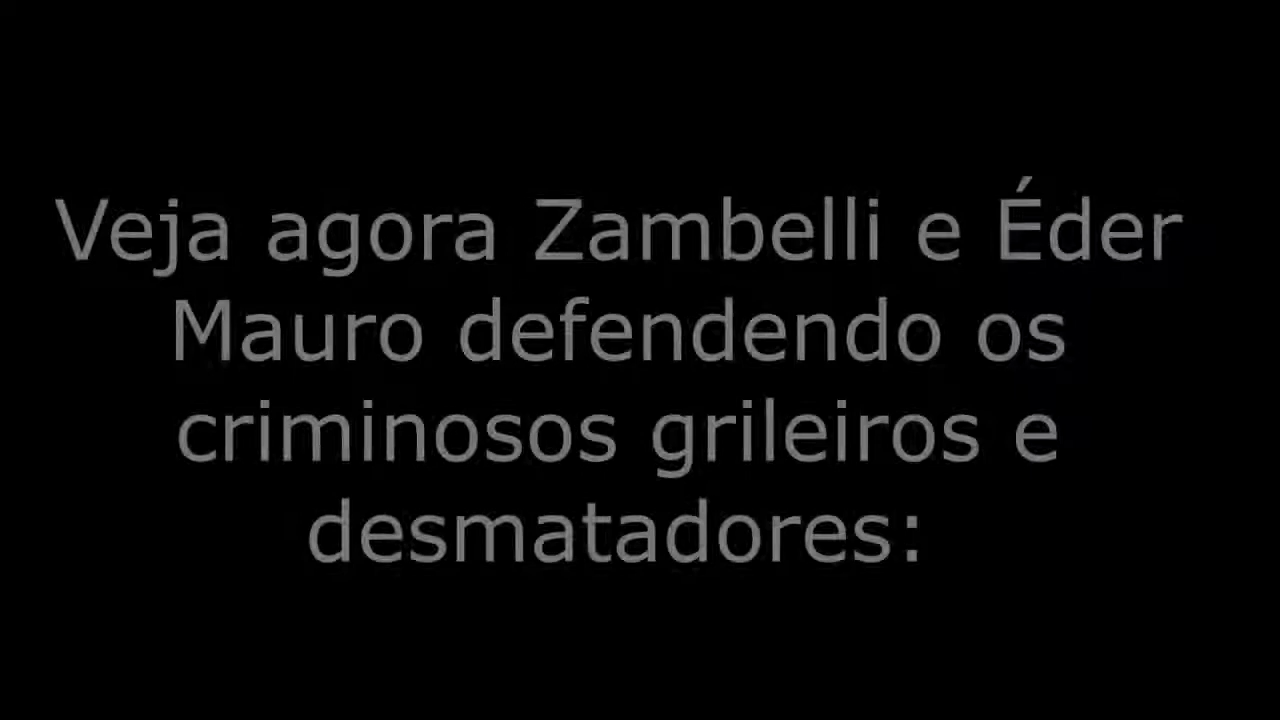 Veja agora Zambelli e Éder
Mauro defendendo os
criminosos grileiros e
desmatadores: